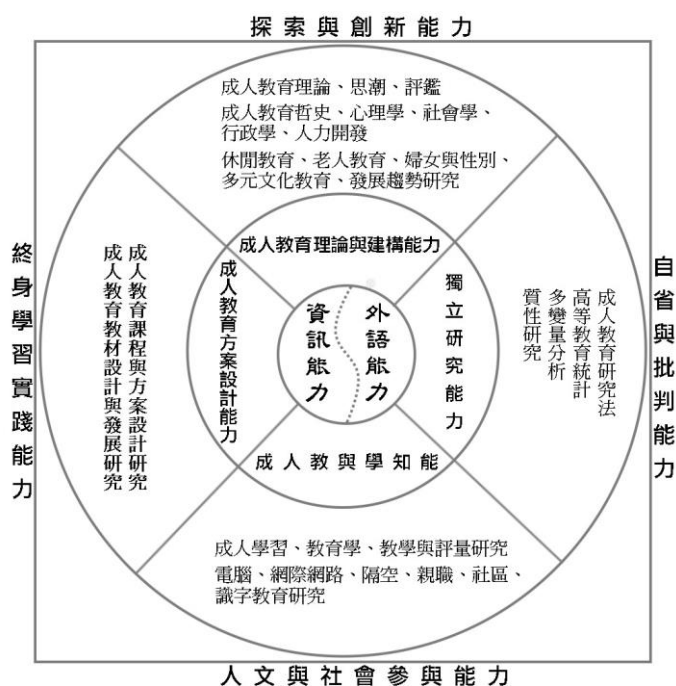 探索與創新能力
成人教育理論、思潮、評鑑
成人教育哲史、心理學、社會學、
行政學、人力開發
休閒教育、老人教育、婦女與性別、
多元文化教育、發展趨勢研究
成人教育理論與建構能力
終身學習實踐能力
成人教育課程與方案設計研究
成人教育教材設計與發展研究
成人教育方案設計能力
外語能力
資訊能力
獨立研究能力
成人教育研究法
高等教育統計
多變量分析
質性研究
自省與批判能力
成人教與學知能
成人學習、教育學、教學與評量研究
電腦、網際網路、隔空、親職、社區、
識字教育研究
人文與社會參與能力